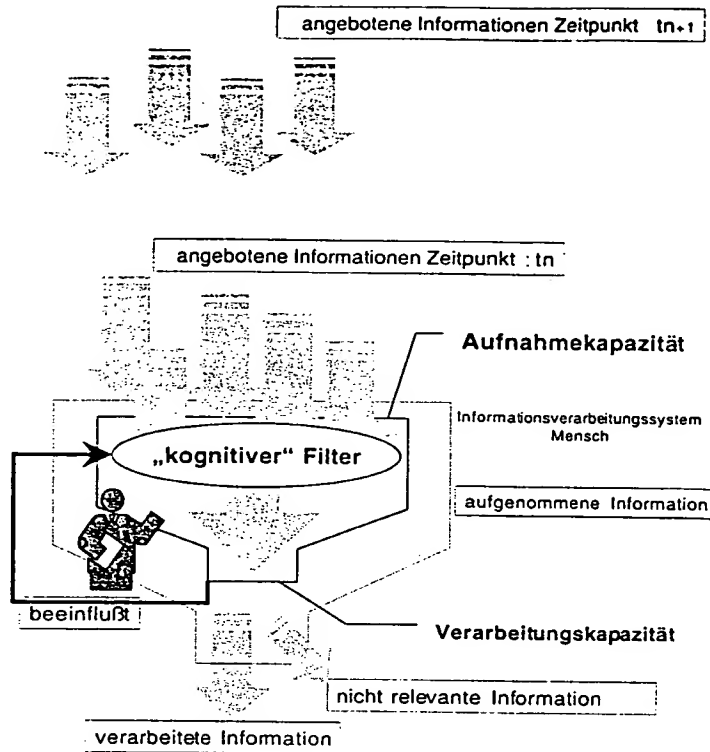 angebotene Informationen Zeitpunkt tn+1
angebotene Informationen Zeitpunkt : tn
Aufnahmekapazität
Informationsverarbeitungssystem
Mensch
„kognitiver“ Filter
aufgenommene Information
beeinflußt
Verarbeitungskapazität
nicht relevante Information
verarbeitete Information